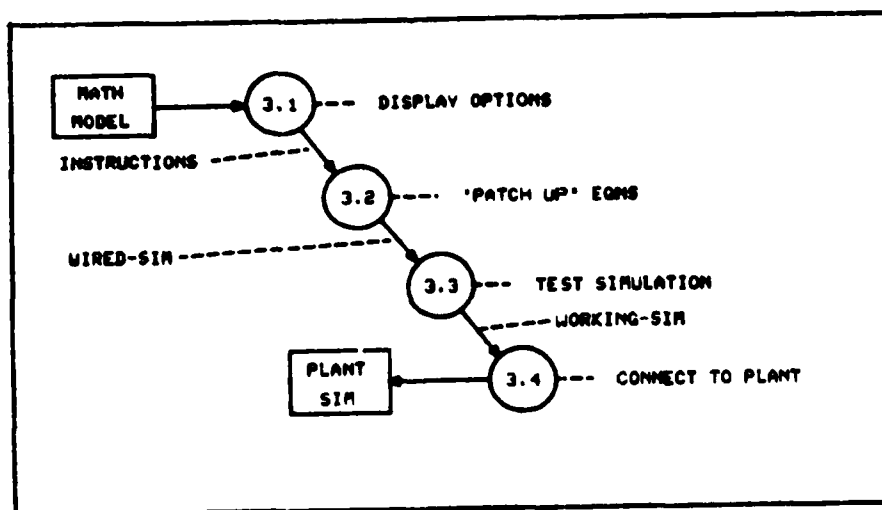 MATH
MODEL
3.1
DISPLAY OPTIONS
INSTRUCTIONS
3.2
"PATCH UP" EQNS
WIRED-SIM
3.3
TEST SIMULATION
WORKING-SIM
PLANT
SIM
3.4
CONNECT TO PLANT